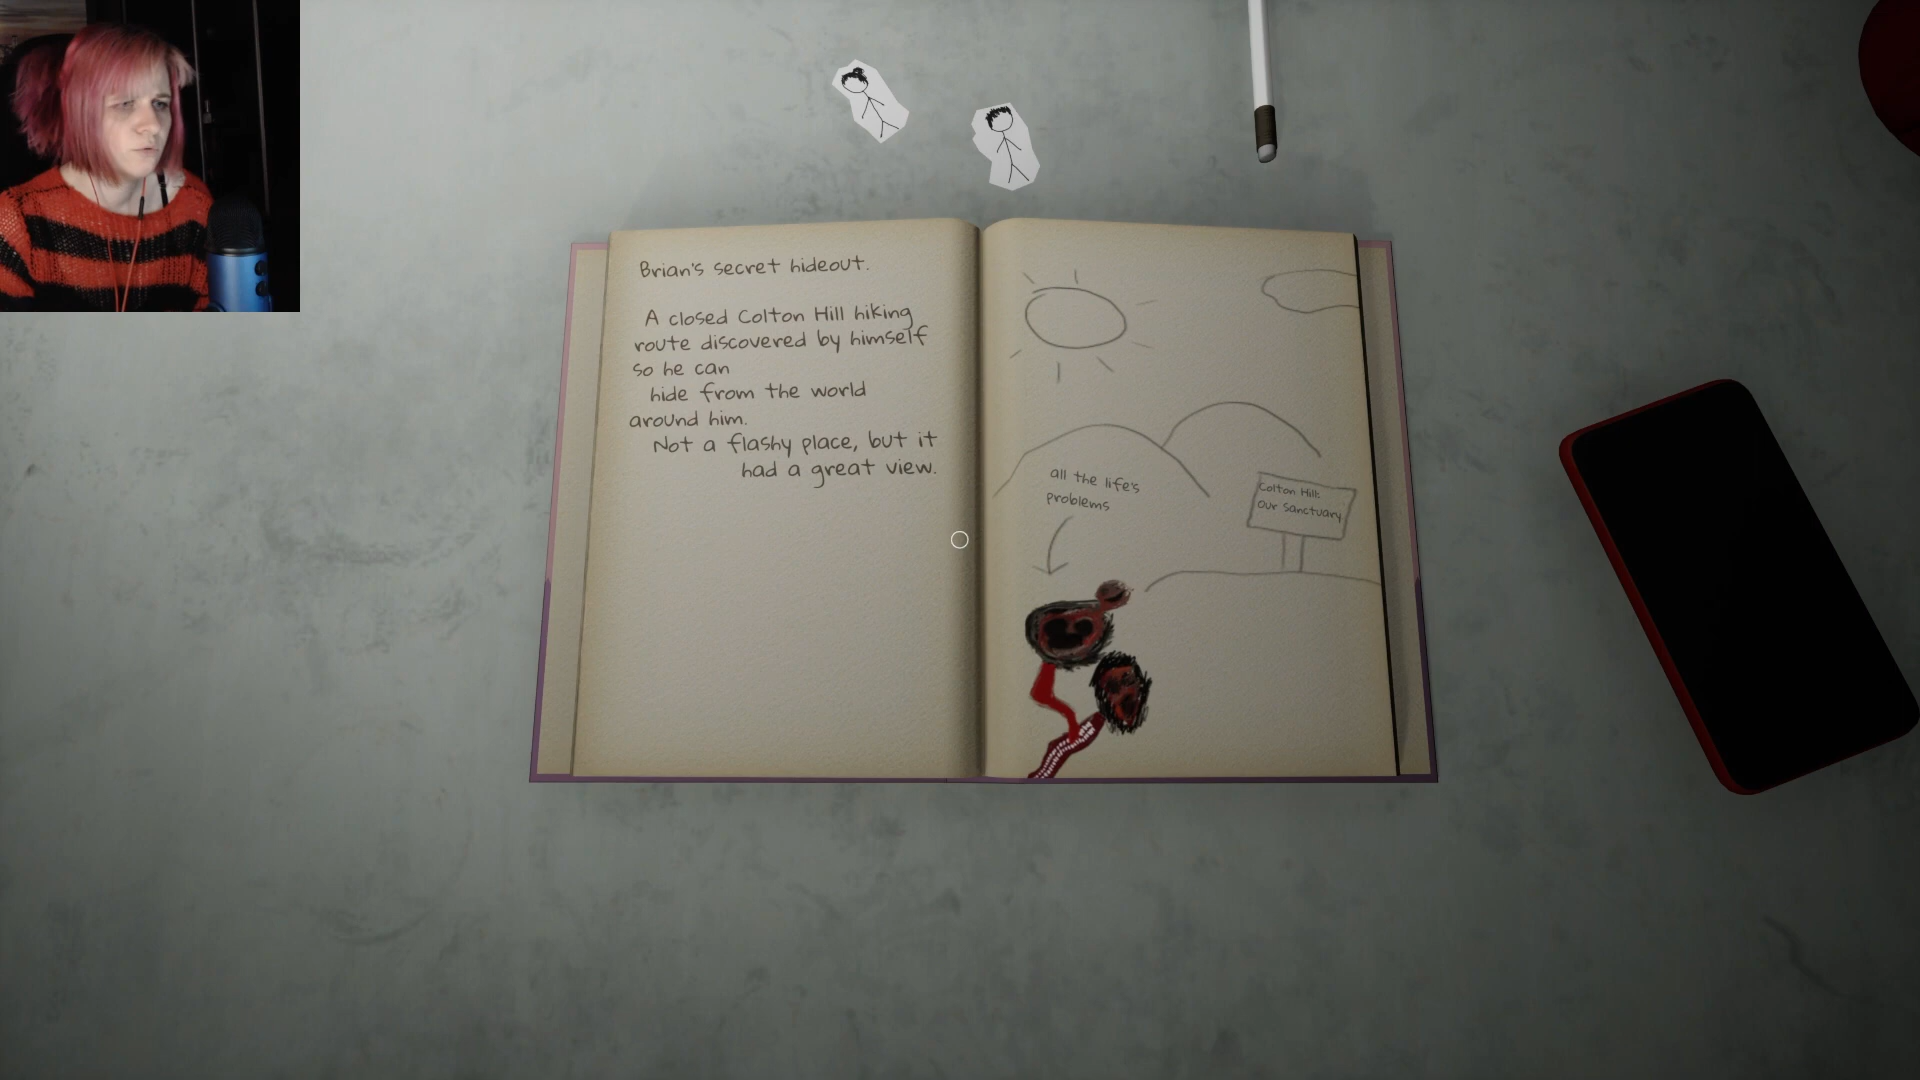 Brian's secret hideout.
A closed Colton Hill hiking
route discovered by himself
so he can
hide from the world
around him.
Not a flashy place, but it
had a great view.
all the life's
problems
Colton Hill:
Our Sanctuary